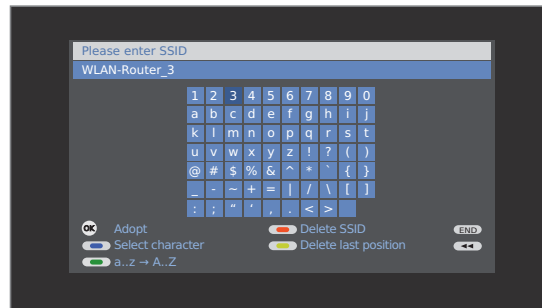 Please enter SSID
WLAN-Router_3
1 2 3 4 5 6 7 8 9 0
a b c d e f g h i j
k l m n o p q r s t
u v w x y z ! ? ( )
@ # $ % & ^ * ` { }
_ - ~ + = | / \ [ ]
: ; “ ‘ , . < >
OK Adopt Delete SSID END
Select character Delete last position
a..z → A..Z